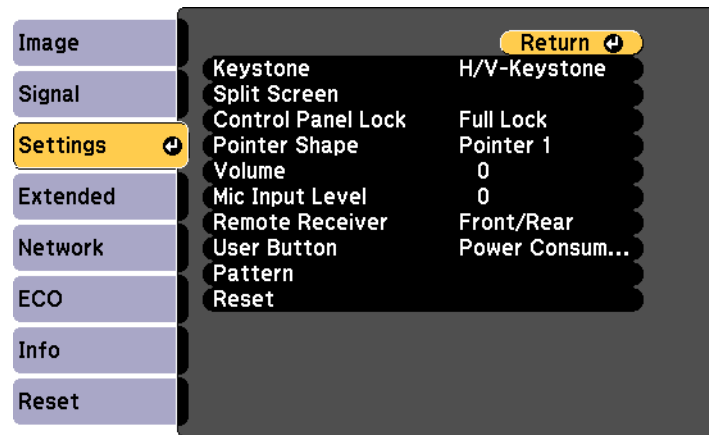 Image
Signal
Settings
Extended
Network
ECO
Info
Reset
Return
Keystone H/V-Keystone
Split Screen
Control Panel Lock Full Lock
Pointer Shape Pointer 1
Volume 0
Mic Input Level 0
Remote Receiver Front/Rear
User Button Power Consum...
Pattern
Reset